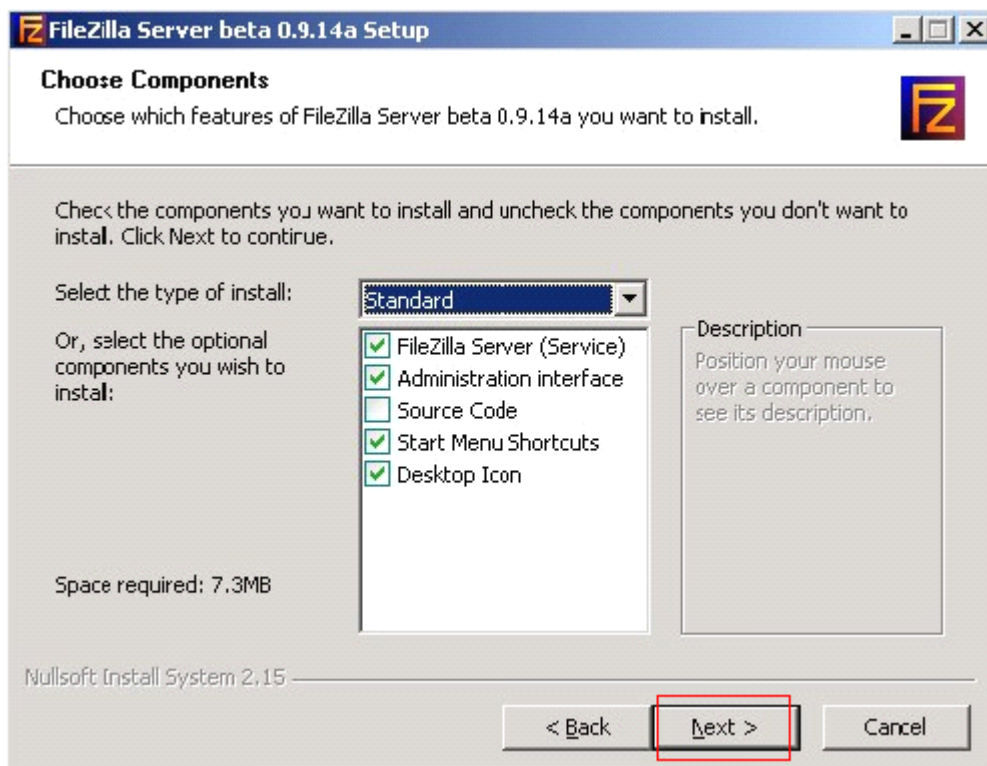 FileZilla Server beta 0.9.14a Setup
Choose Components
Choose which features of FileZilla Server beta 0.9.14a you want to install.
Check the components you want to install and uncheck the components you don't want to
install. Click Next to continue.
Select the type of install:
Standard
Or, select the optional
components you wish to
install:
FileZilla Server (Service)
Administration interface
Source Code
Start Menu Shortcuts
Desktop Icon
Description
Position your mouse
over a component to
see its description.
Space required: 7.3MB
Nullsoft Install System 2.15
< Back
Next >
Cancel